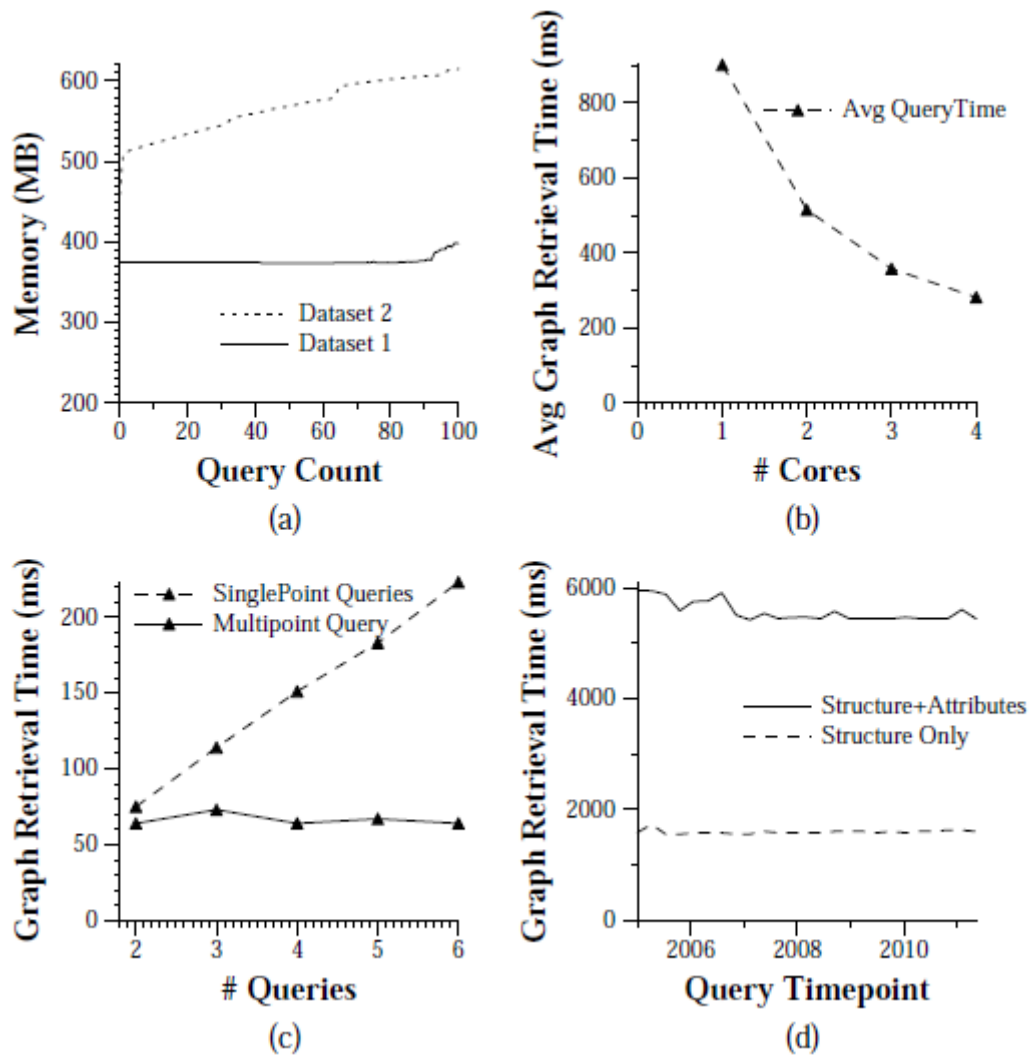 Memory (MB)
600
500
400
300
200
Dataset 2
Dataset 1
0 20 40 60 80 100
Query Count
(a)
Avg Graph Retrieval Time (ms)
800
600
400
200
0
Avg QueryTime
0 1 2 3 4
# Cores
(b)
Graph Retrieval Time (ms)
200
150
100
50
0
SinglePoint Queries
Multipoint Query
2 3 4 5 6
# Queries
(c)
Graph Retrieval Time (ms)
6000
4000
2000
0
Structure+Attributes
Structure Only
2006 2008 2010
Query Timepoint
(d)